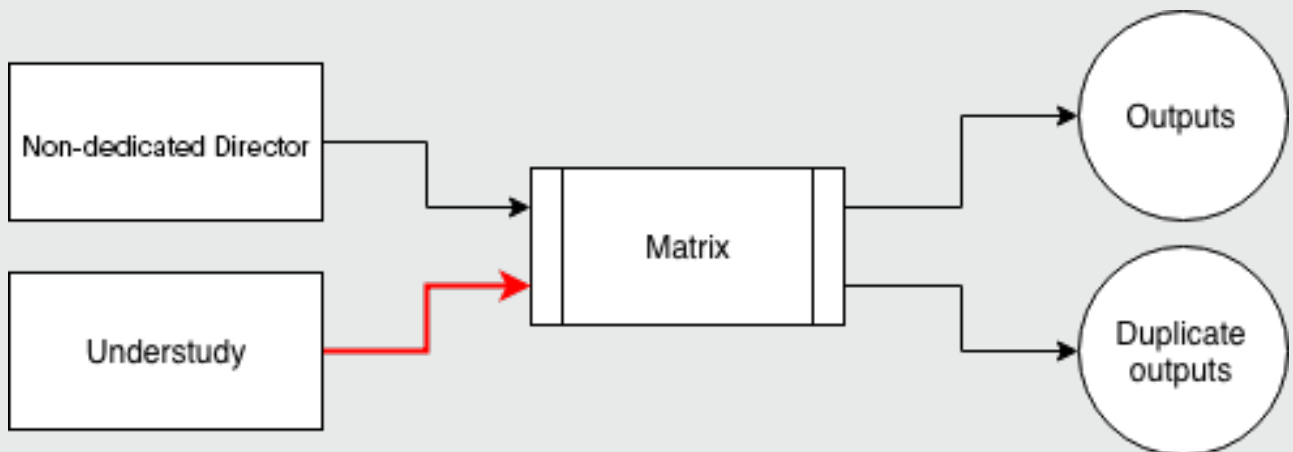 Non-dedicated Director
Understudy
Matrix
Outputs
Duplicate
outputs